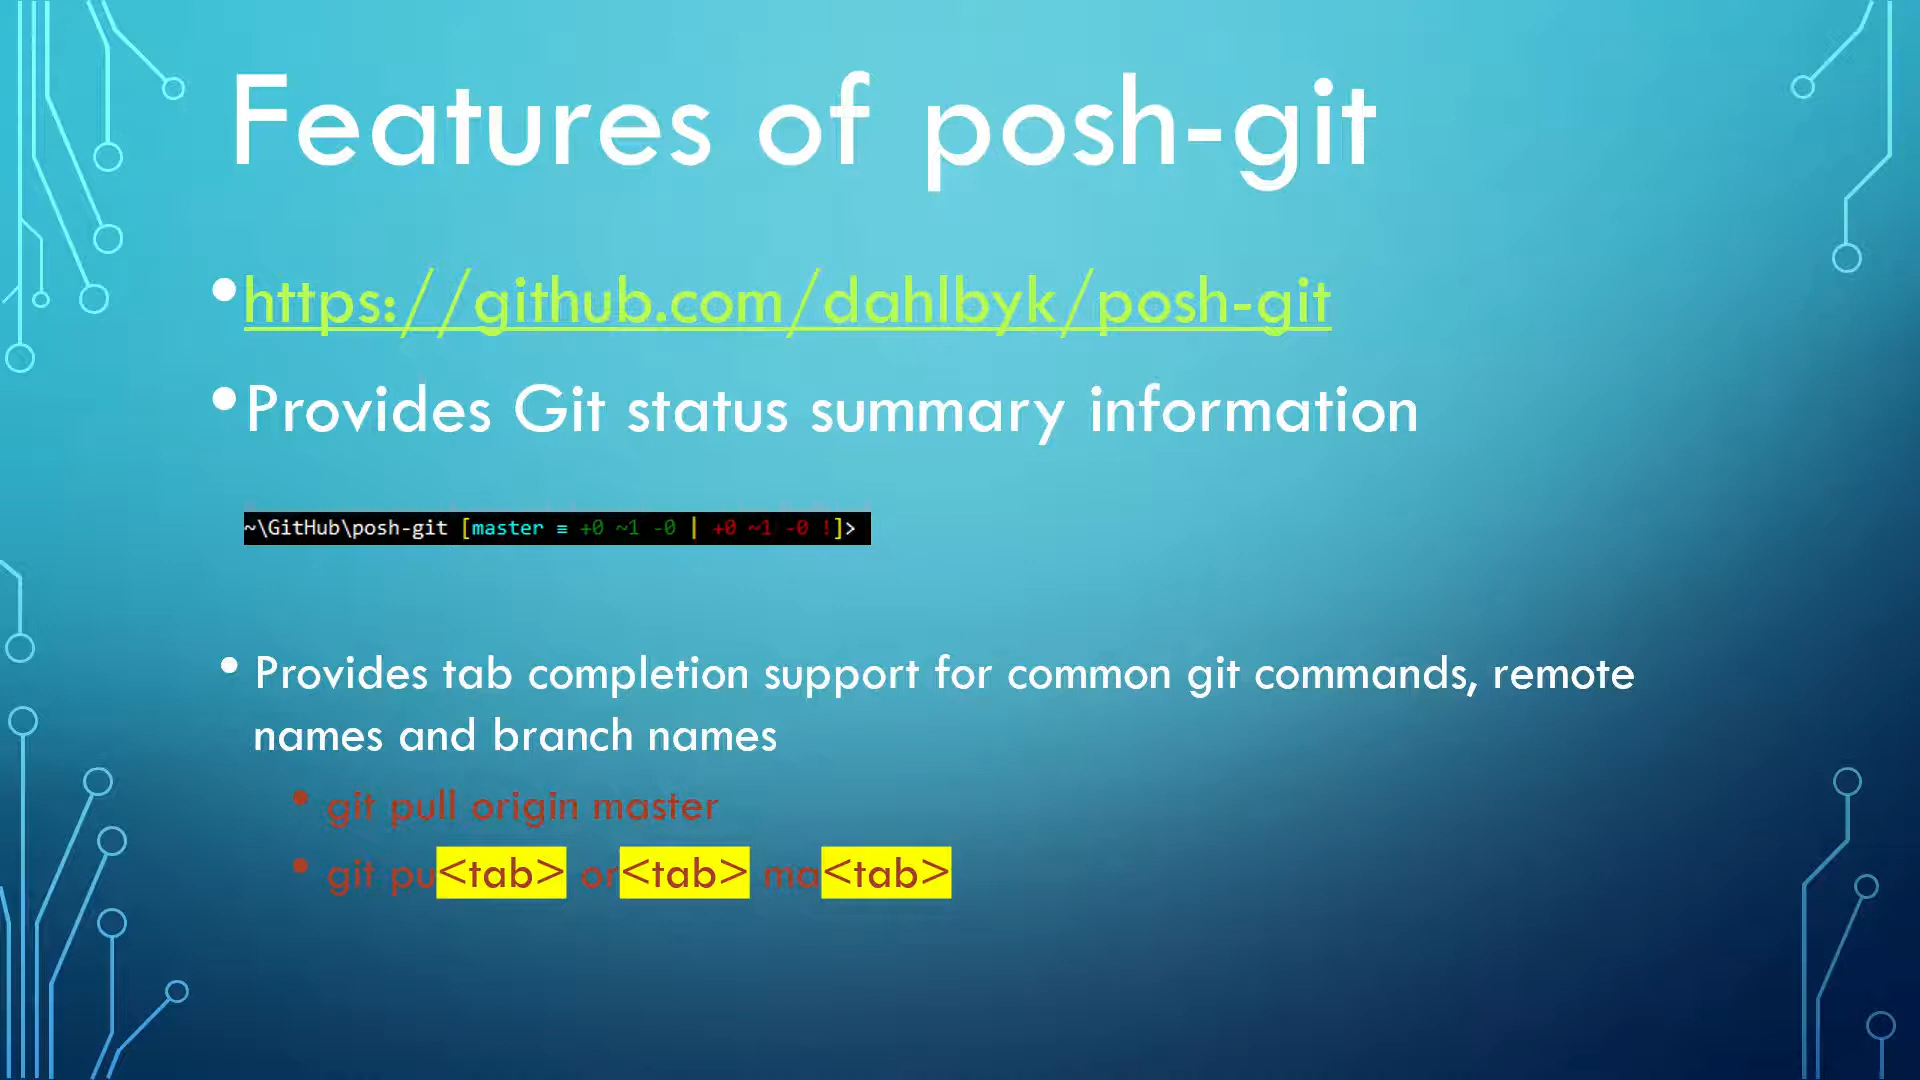 Features of posh-git
•https://github.com/dahlbyk/posh-git
•Provides Git status summary information
~\GitHub\posh-git [master ≡ +0 ~1 -0 | +0 ~1 -0 !]>
• Provides tab completion support for common git commands, remote
names and branch names
• git pull origin master
• git pu<tab> or<tab> ma<tab>